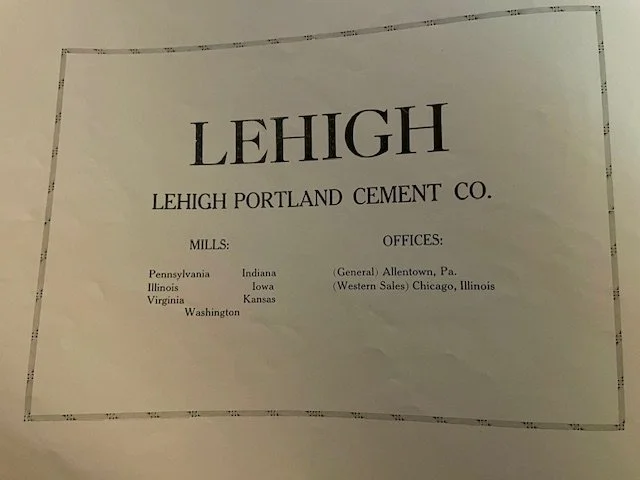 LEHIGH
LEHIGH PORTLAND CEMENT CO.
MILLS:
Pennsylvania Indiana
Illinois Iowa
Virginia Kansas
Washington
OFFICES:
(General) Allentown, Pa.
(Western Sales) Chicago, Illinois